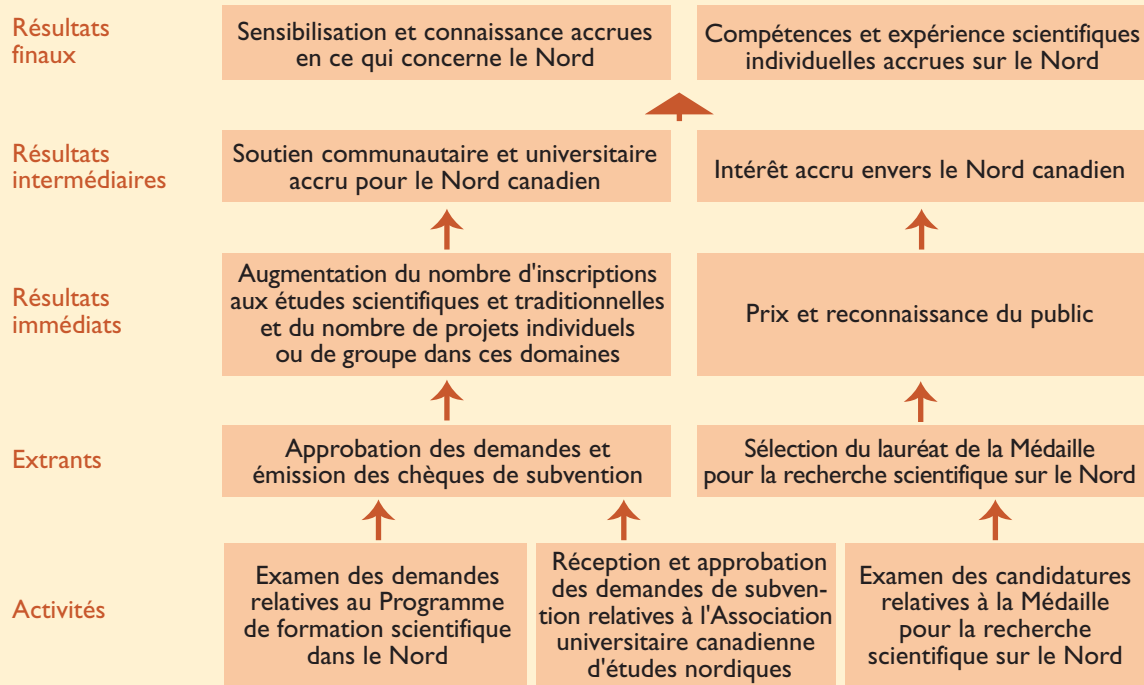 Résultats
finaux
Sensibilisation et connaissance accrues
en ce qui concerne le Nord
Compétences et expérience scientifiques
individuelles accrues sur le Nord
Résultats
intermédiaires
Soutien communautaire et universitaire
accru pour le Nord canadien
Intérêt accru envers le Nord canadien
Résultats
immédiats
Augmentation du nombre d'inscriptions
aux études scientifiques et traditionnelles
et du nombre de projets individuels
ou de groupe dans ces domaines
Prix et reconnaissance du public
Extrants
Approbation des demandes et
émission des chèques de subvention
Sélection du lauréat de la Médaille
pour la recherche scientifique sur le Nord
Activités
Examen des demandes
relatives au Programme
de formation scientifique
dans le Nord
Réception et approbation
des demandes de subven-
tion relatives à l'Association
universitaire canadienne
d'études nordiques
Examen des candidatures
relatives à la Médaille
pour la recherche
scientifique sur le Nord